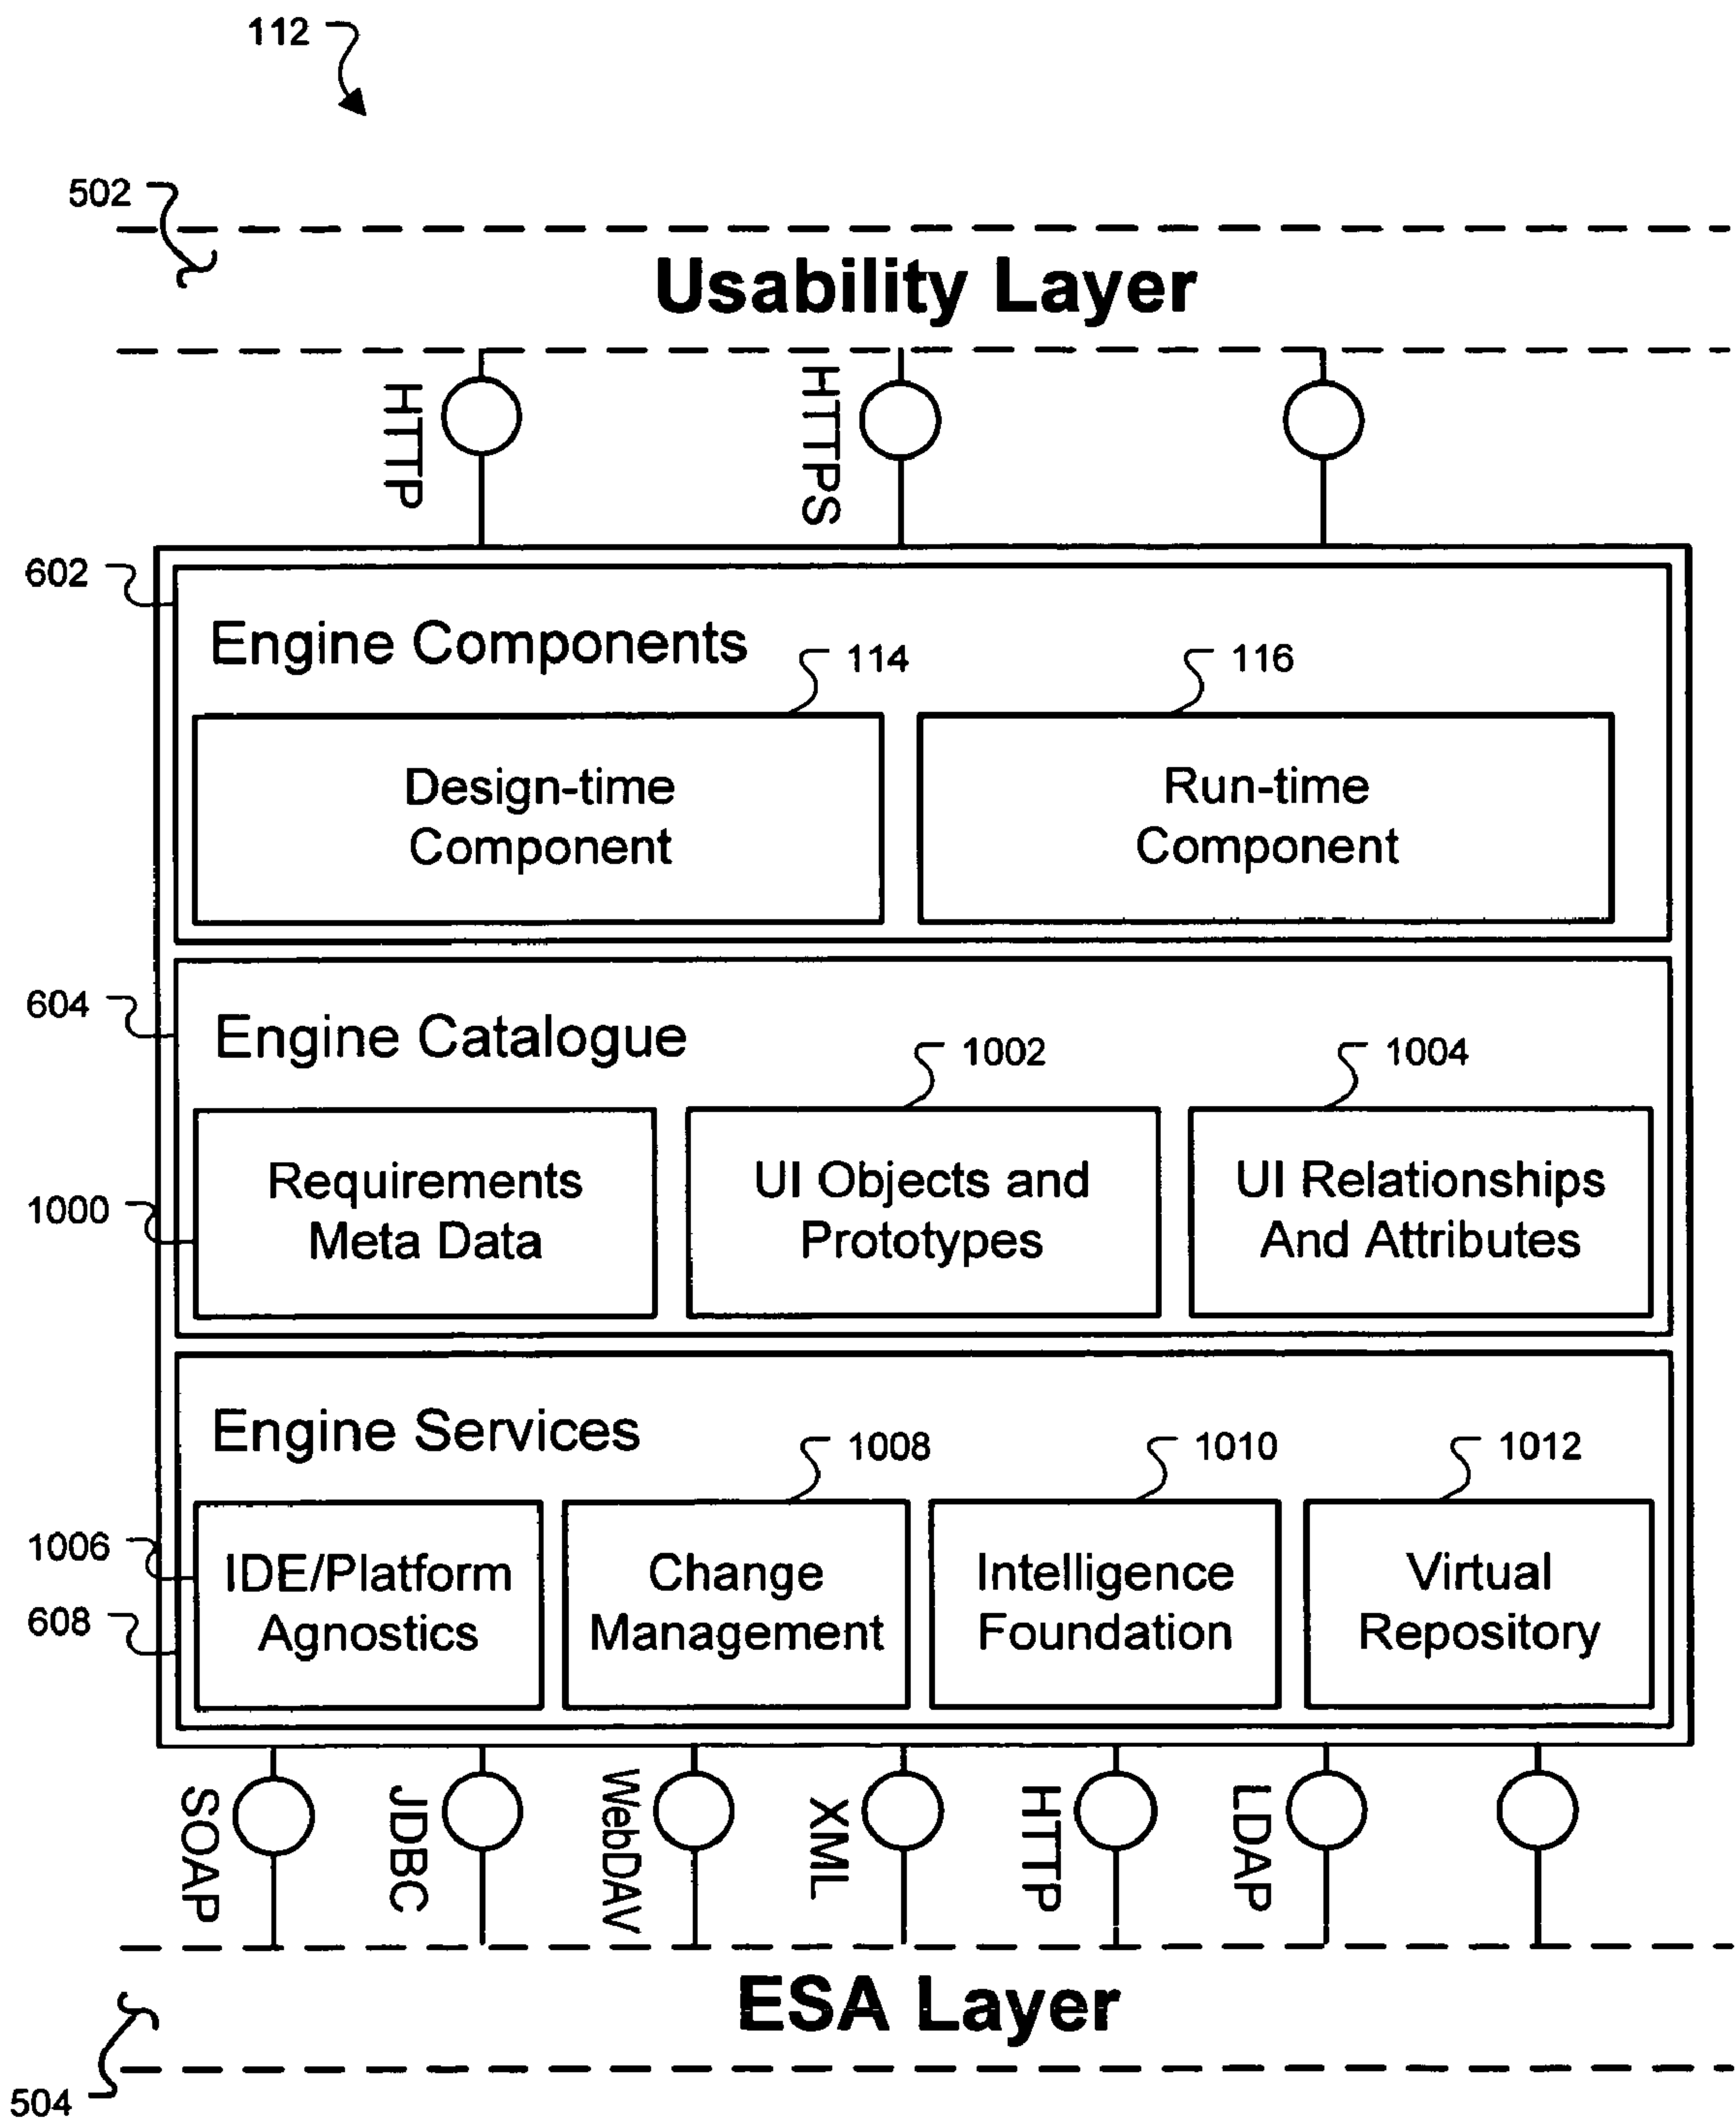 112
502
Usability Layer
HTTP
HTTPS
602
Engine Components
114
116
Design-time
Component
Run-time
Component
604
Engine Catalogue
1002
1004
1000
Requirements
Meta Data
UI Objects and
Prototypes
UI Relationships
And Attributes
Engine Services
1008
1010
1012
1006
608
IDE/Platform
Agnostics
Change
Management
Intelligence
Foundation
Virtual
Repository
SOAP
JDBC
WebDAV
XML
HTTP
LDAP
ESA Layer
504